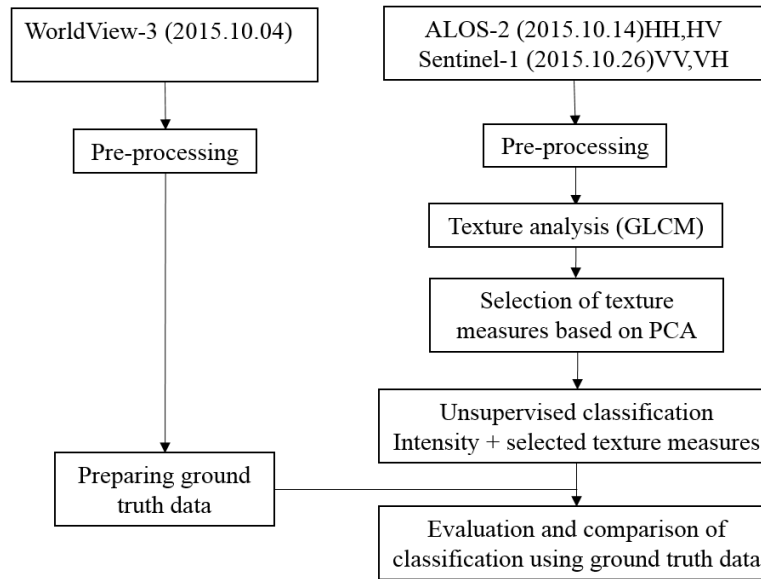 WorldView-3 (2015.10.04)
ALOS-2 (2015.10.14)HH,HV
Sentinel-1 (2015.10.26)VV,VH
Pre-processing
Pre-processing
Texture analysis (GLCM)
Selection of texture
measures based on PCA
Unsupervised classification
Intensity + selected texture measures
Preparing ground
truth data
Evaluation and comparison of
classification using ground truth data